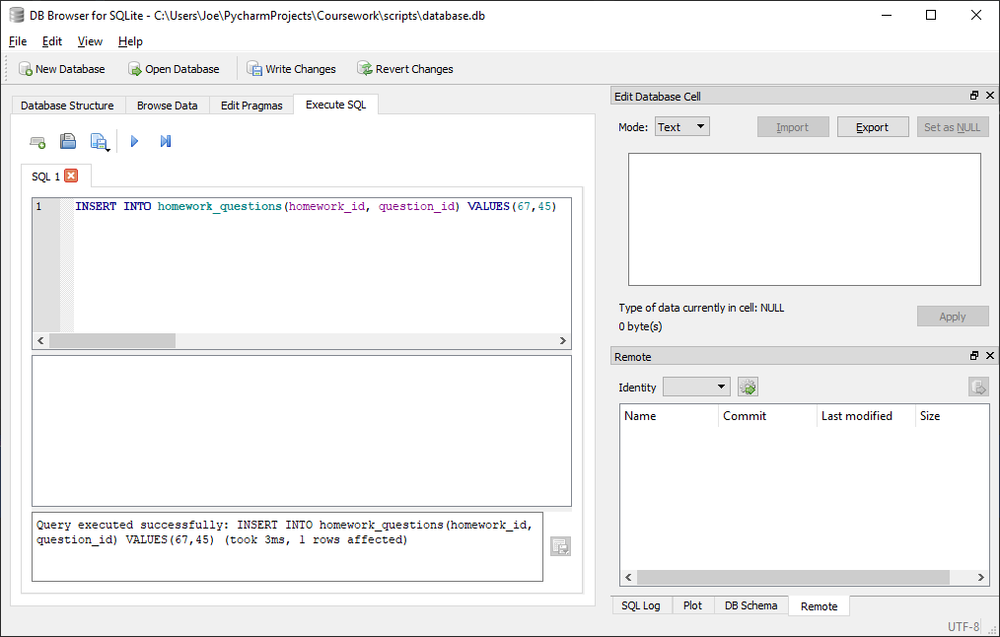 DB Browser for SQLite - C:\Users\Joe\PycharmProjects\Coursework\scripts\database.db
File Edit View Help
New Database Open Database Write Changes Revert Changes
Database Structure Browse Data Edit Pragmas Execute SQL
SQL 1
1 INSERT INTO homework_questions(homework_id, question_id) VALUES(67,45)
Query executed successfully: INSERT INTO homework_questions(homework_id,
question_id) VALUES(67,45) (took 3ms, 1 rows affected)
Edit Database Cell
Mode: Text Import Export Set as NULL
Type of data currently in cell: NULL
0 byte(s)
Apply
Remote
Identity
Name Commit Last modified Size
SQL Log Plot DB Schema Remote
UTF-8